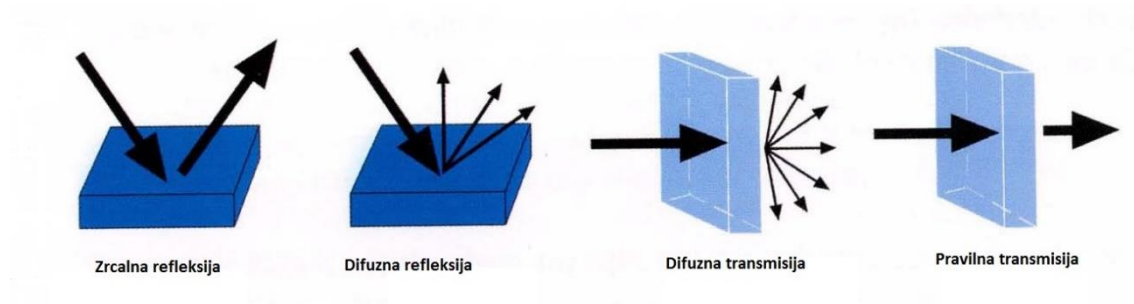 Zrcalna refleksija
Difuzna refleksija
Difuzna transmisija
Pravilna transmisija